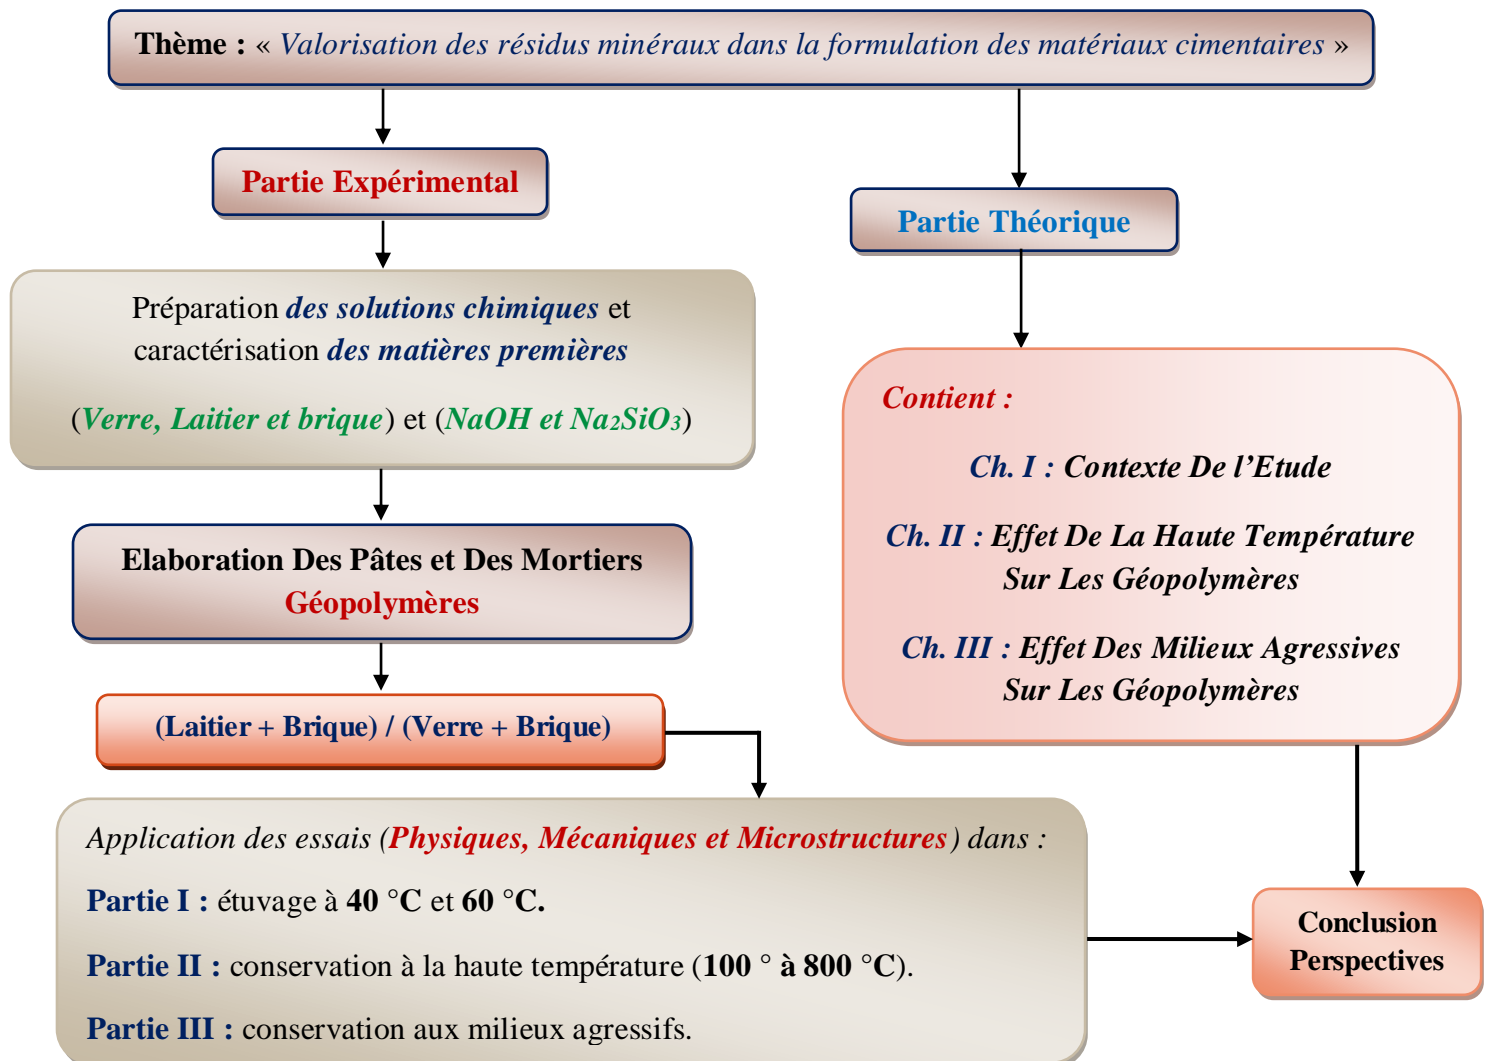 Thème : « Valorisation des résidus minéraux dans la formulation des matériaux cimentaires »
Partie Expérimental
Préparation des solutions chimiques et
caractérisation des matières premières
(Verre, Laitier et brique) et (NaOH et Na₂SiO₃)
Elaboration Des Pâtes et Des Mortiers
Géopolymères
(Laitier + Brique) / (Verre + Brique)
Application des essais (Physiques, Mécaniques et Microstructures) dans :
Partie I : étuvage à 40 °C et 60 °C.
Partie II : conservation à la haute température (100 ° à 800 °C).
Partie III : conservation aux milieux agressifs.
Partie Théorique
Contient :
Ch. I : Contexte De l’Etude
Ch. II : Effet De La Haute Température
Sur Les Géopolymères
Ch. III : Effet Des Milieux Agressives
Sur Les Géopolymères
Conclusion
Perspectives